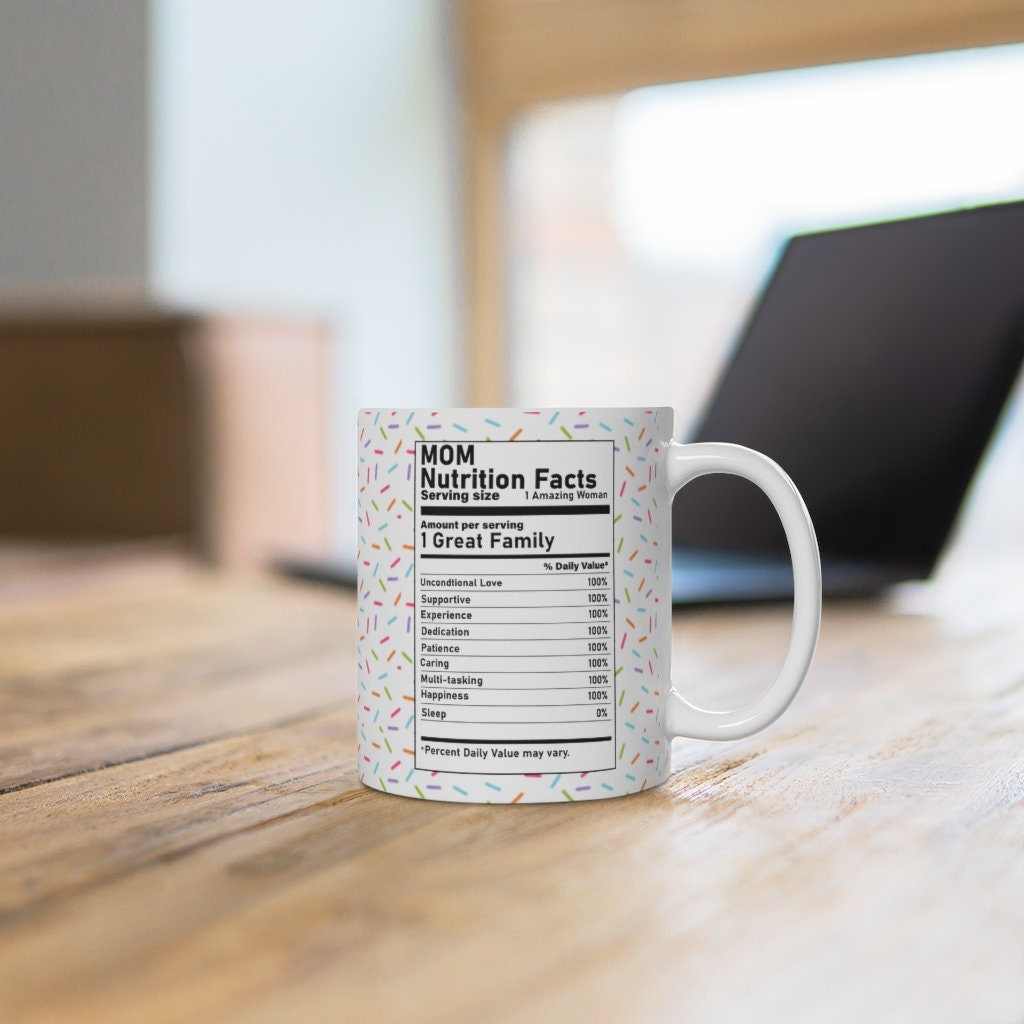 MOM
Nutrition Facts
Serving size 1 Amazing Woman
Amount per serving
1 Great Family
% Daily Value*
Uncondtional Love 100%
Supportive 100%
Experience 100%
Dedication 100%
Patience 100%
Caring 100%
Multi-tasking 100%
Happiness 100%
Sleep 0%
*Percent Daily Value may vary.